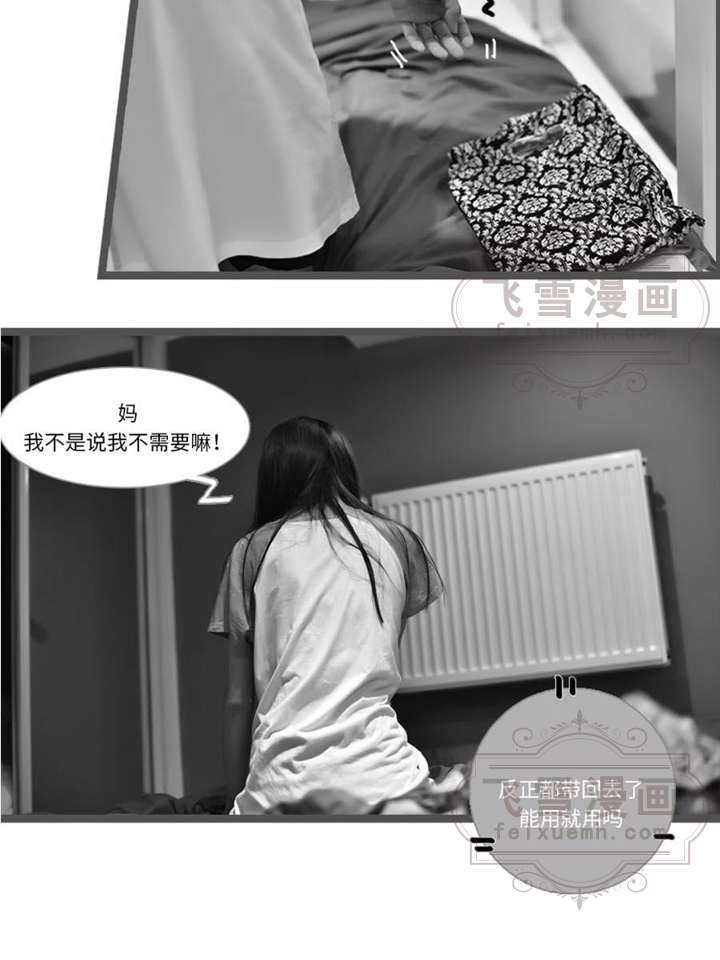 飞雪漫画
feixuemh.com
妈
我不是说我不需要嘛！
反正都带回去了
能用就用吗
飞雪漫画
feixuemh.com